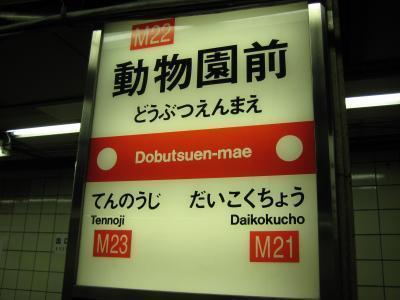 M22
動物園前
どうぶつえんまえ
Dobutsuen-mae
てんのうじ だいこくちょう
Tennoji Daikokucho
M23 M21